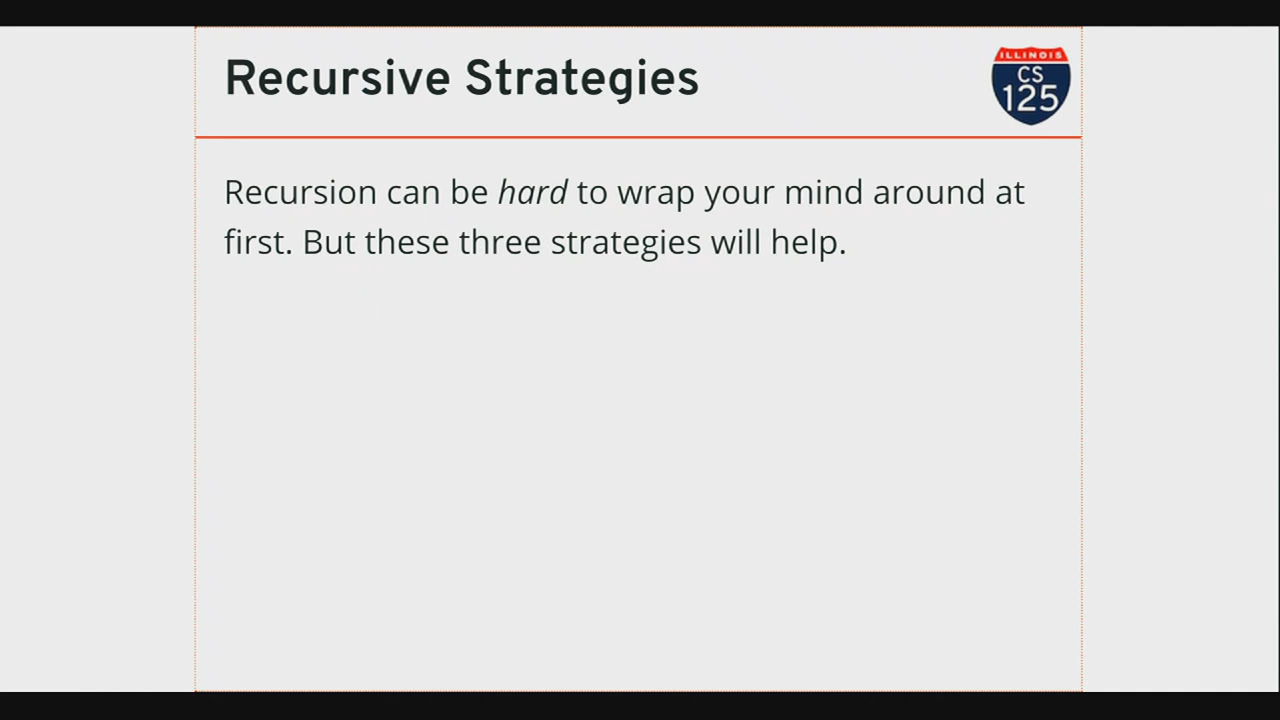 Recursive Strategies
ILLINOIS
CS
125
Recursion can be hard to wrap your mind around at
first. But these three strategies will help.